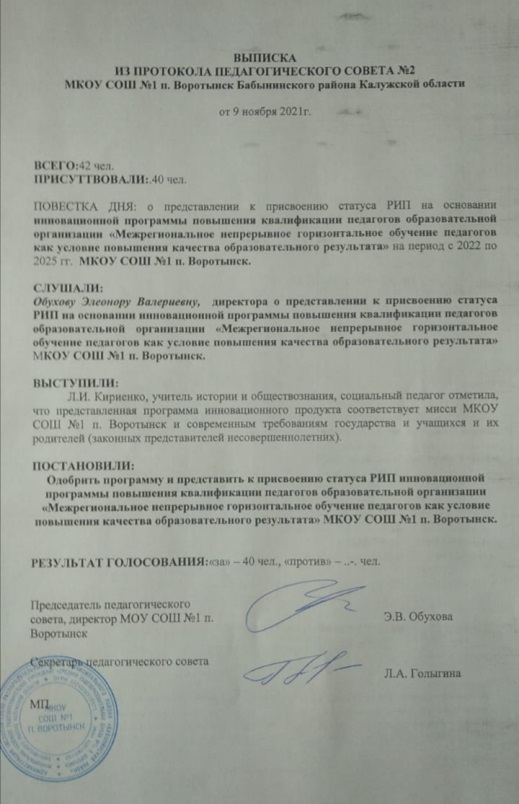 ВЫПИСКА
ИЗ ПРОТОКОЛА ПЕДАГОГИЧЕСКОГО СОВЕТА №2
МКОУ СОШ №1 п. Воротынск Бабынинского района Калужской области
от 9 ноября 2021г.
ВСЕГО:42 чел.
ПРИСУТТВОВАЛИ:.40 чел.
ПОВЕСТКА ДНЯ: о представлении к присвоению статуса РИП на основании
инновационной программы повышения квалификации педагогов образовательной
организации «Межрегиональное непрерывное горизонтальное обучение педагогов
как условие повышения качества образовательного результата» на период с 2022 по
2025 гг. МКОУ СОШ №1 п. Воротынск.
СЛУШАЛИ:
Обухову Элеонору Валериевну, директора о представлении к присвоению статуса
РИП на основании инновационной программы повышения квалификации педагогов
образовательной организации «Межрегиональное непрерывное горизонтальное
обучение педагогов как условие повышения качества образовательного результата»
МКОУ СОШ №1 п. Воротынск.
ВЫСТУПИЛИ:
Л.И. Кириенко, учитель истории и обществознания, социальный педагог отметила,
что представленная программа инновационного продукта соответствует мисси МКОУ
СОШ №1 п. Воротынск и современным требованиям государства и учащихся и их
родителей (законных представителей несовершеннолетних).
ПОСТАНОВИЛИ:
Одобрить программу и представить к присвоению статуса РИП инновационной
программы повышения квалификации педагогов образовательной организации
«Межрегиональное непрерывное горизонтальное обучение педагогов как условие
повышения качества образовательного результата» МКОУ СОШ №1 п. Воротынск.
РЕЗУЛЬТАТ ГОЛОСОВАНИЯ:«за» – 40 чел., «против» – ..-. чел.
Председатель педагогического
совета, директор МОУ СОШ №1 п.
Воротынск
Э.В. Обухова
Секретарь педагогического совета
Л.А. Голыгина
МП
МКОУ
СОШ №1
П. ВОРОТЫНСК